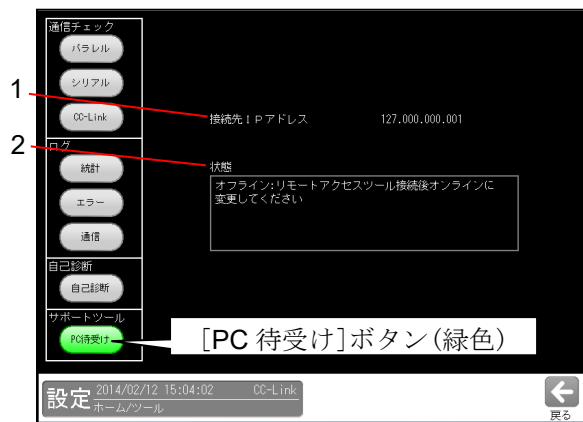 通信チェック
パラレル
シリアル
1
CC-Link
接続先IPアドレス 127.000.000.001
2
ログ
統計
状態
オフライン:リモートアクセスツール接続後オンラインに
変更してください
エラー
通信
自己診断
自己診断
サポートツール
PC待受け
[PC 待受け]ボタン(緑色)
設定 2014/02/12 15:04:02 CC-Link
ホーム/ツール
戻る